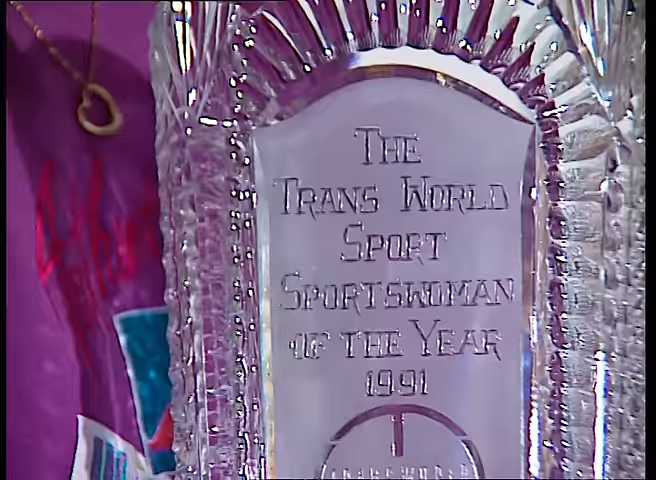 THE
TRANS WORLD
SPORT
SPORTSWOMAN
OF THE YEAR
1991